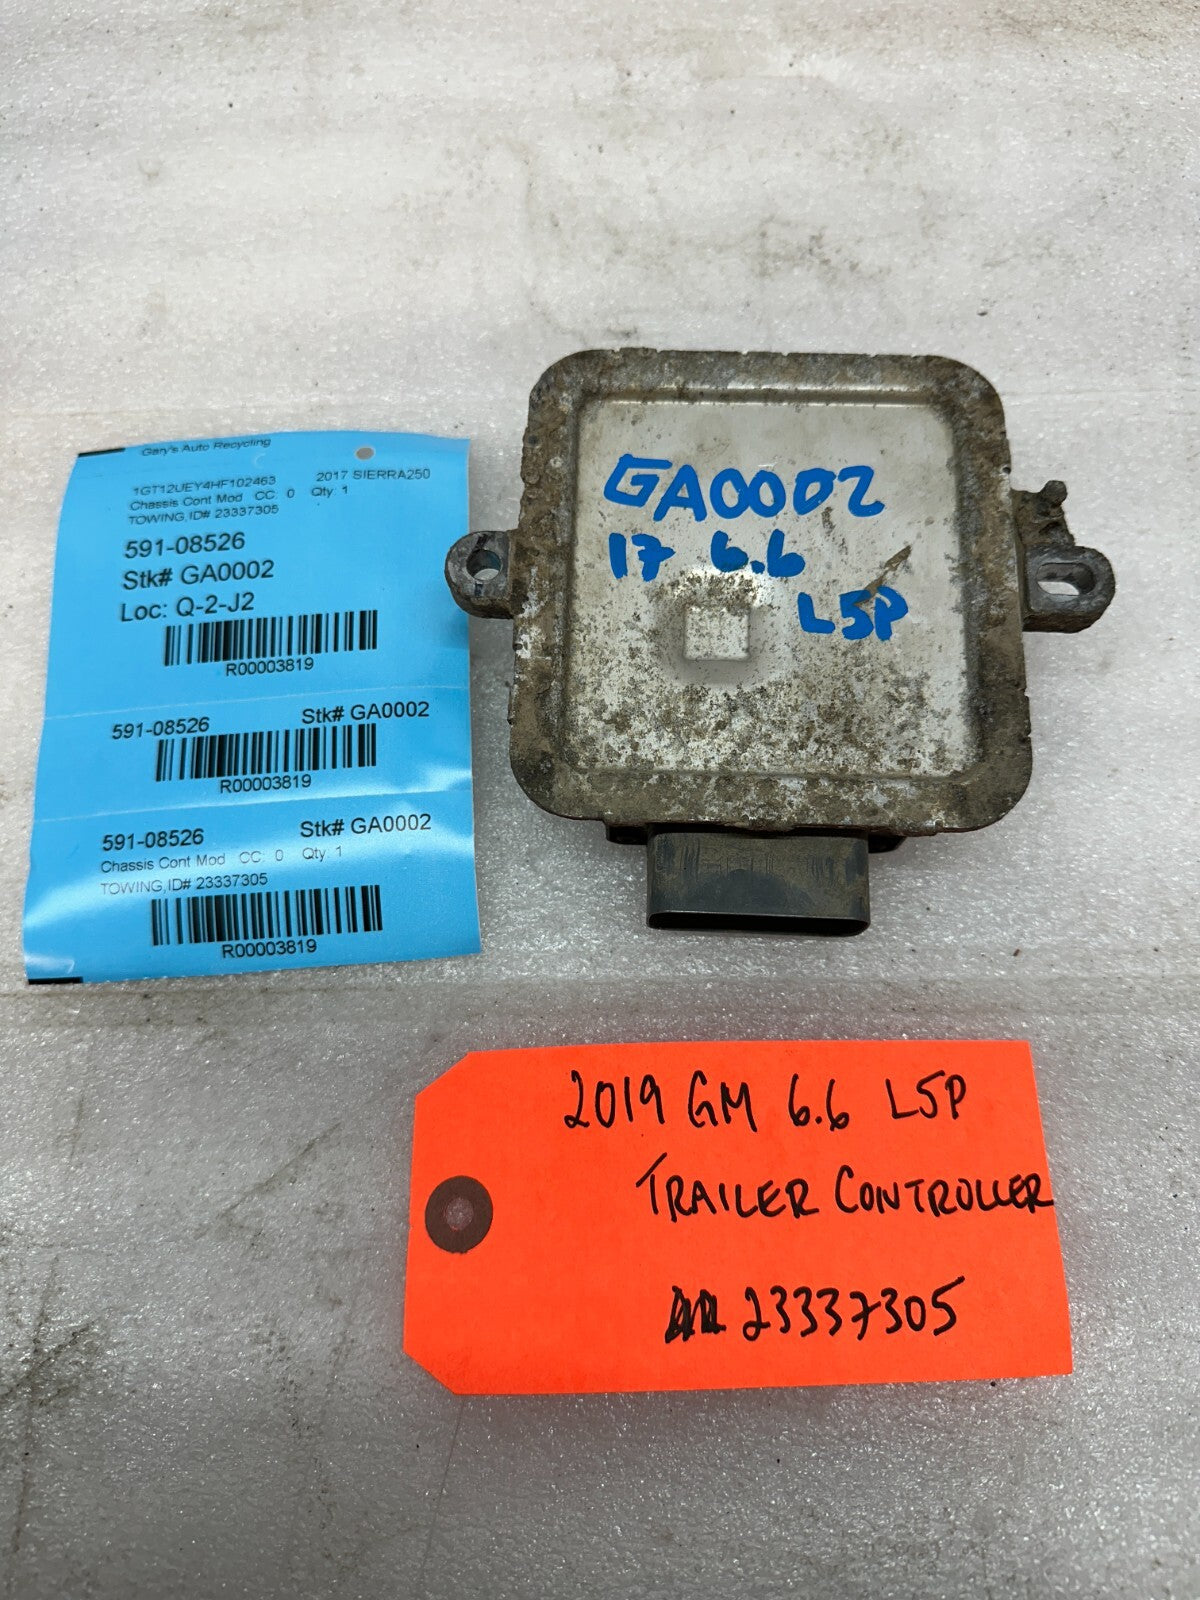 Gary's Auto Recycling
1GT12UEY4HF102463 2017 SIERRA250
Chassis Cont Mod CC: 0 Qty: 1
TOWING,ID# 23337305
591-08526
Stk# GA0002
Loc: Q-2-J2
R00003819
591-08526 Stk# GA0002
R00003819
591-08526 Stk# GA0002
Chassis Cont Mod CC: 0 Qty: 1
TOWING,ID# 23337305
R00003819
GA0002
17 6.6
L5P
2019 GM 6.6 L5P
TRAILER CONTROLLER
23337305